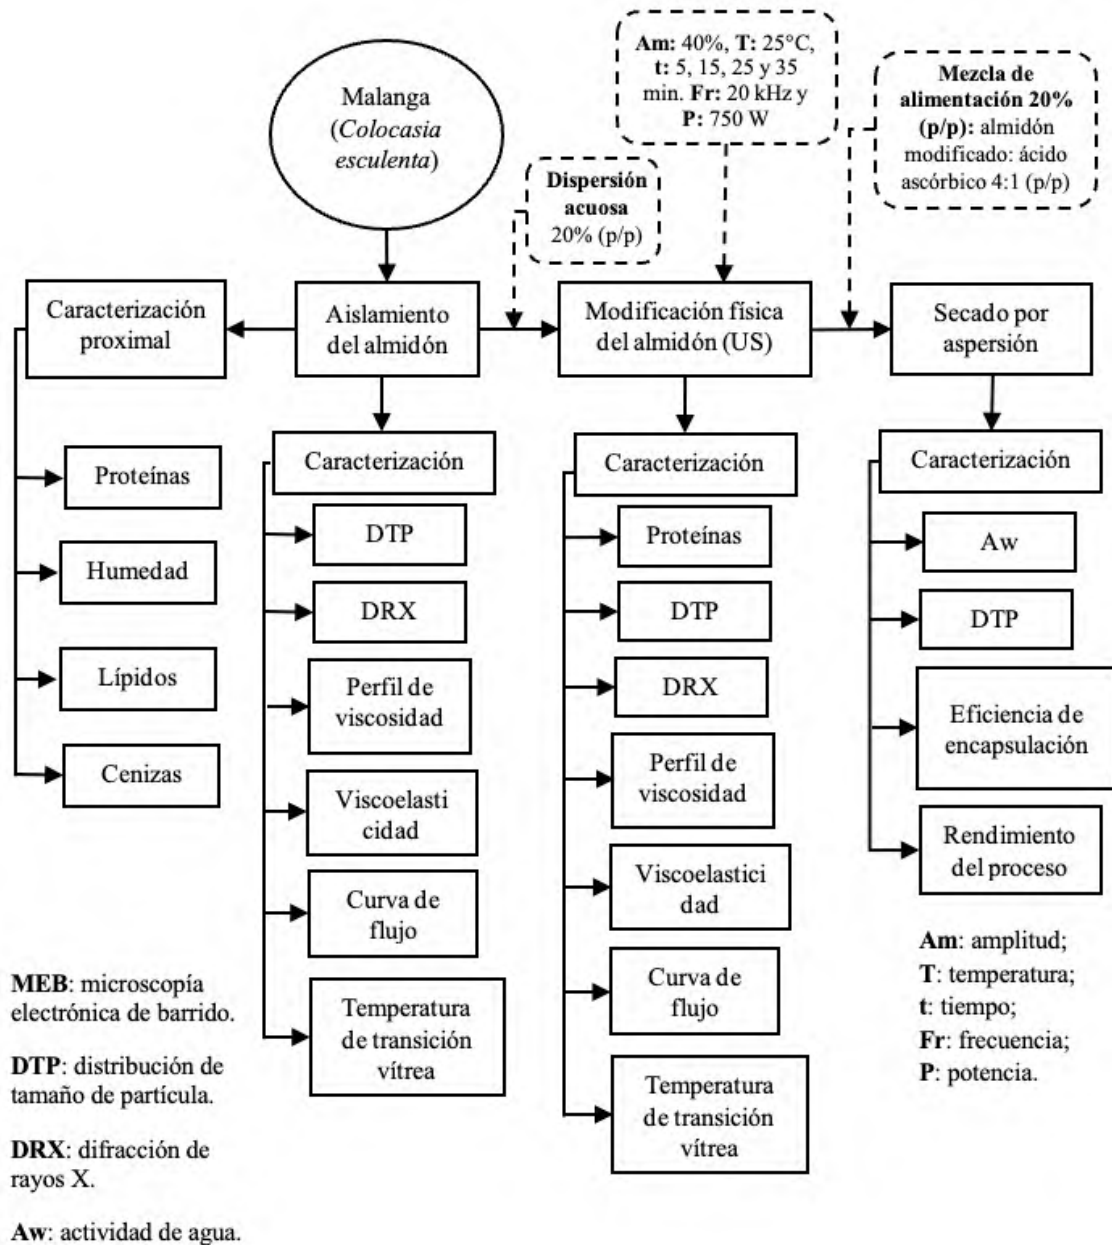 Malanga
(Colocasia
esculenta)
Am: 40%, T: 25°C,
t: 5, 15, 25 y 35
min. Fr: 20 kHz y
P: 750 W
Mezcla de
alimentación 20%
(p/p): almidón
modificado: ácido
ascórbico 4:1 (p/p)
Dispersión
acuosa
20% (p/p)
Caracterización
proximal
Aislamiento
del almidón
Modificación física
del almidón (US)
Secado por
aspersión
Proteínas
Humedad
Lípidos
Cenizas
Caracterización
DTP
DRX
Perfil de
viscosidad
Viscoelasti
cidad
Curva de
flujo
Temperatura
de transición
vítrea
Caracterización
Proteínas
DTP
DRX
Perfil de
viscosidad
Viscoelastici
dad
Curva de
flujo
Temperatura
de transición
vítrea
Caracterización
Aw
DTP
Eficiencia de
encapsulación
Rendimiento
del proceso
MEB: microscopía
electrónica de barrido.
DTP: distribución de
tamaño de partícula.
DRX: difracción de
rayos X.
Aw: actividad de agua.
Am: amplitud;
T: temperatura;
t: tiempo;
Fr: frecuencia;
P: potencia.